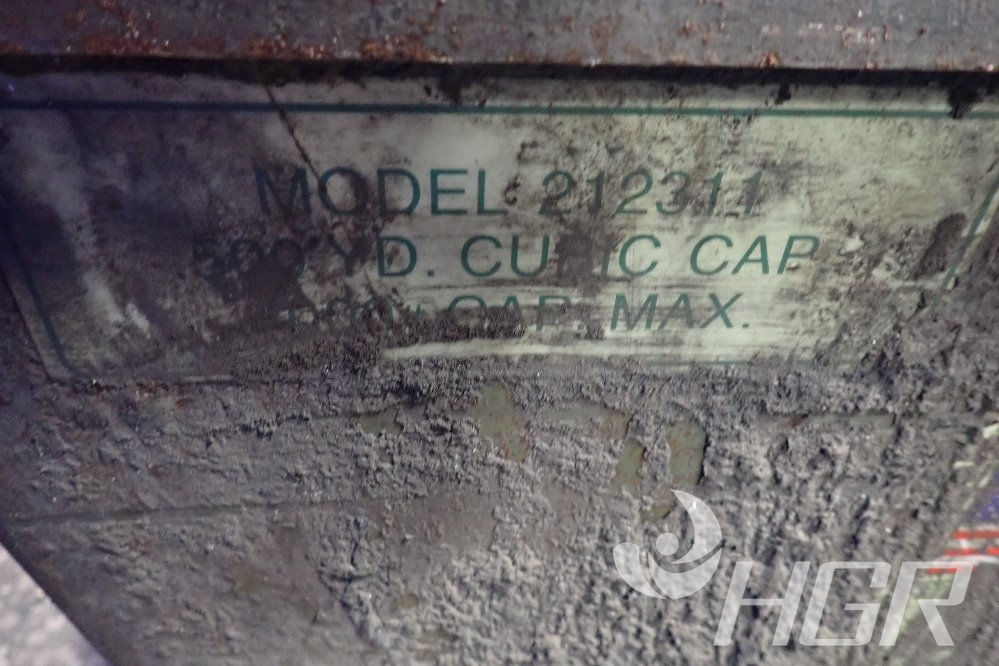 MODEL 212311
YD. CUBIC CAP
CAP. MAX.
HGR